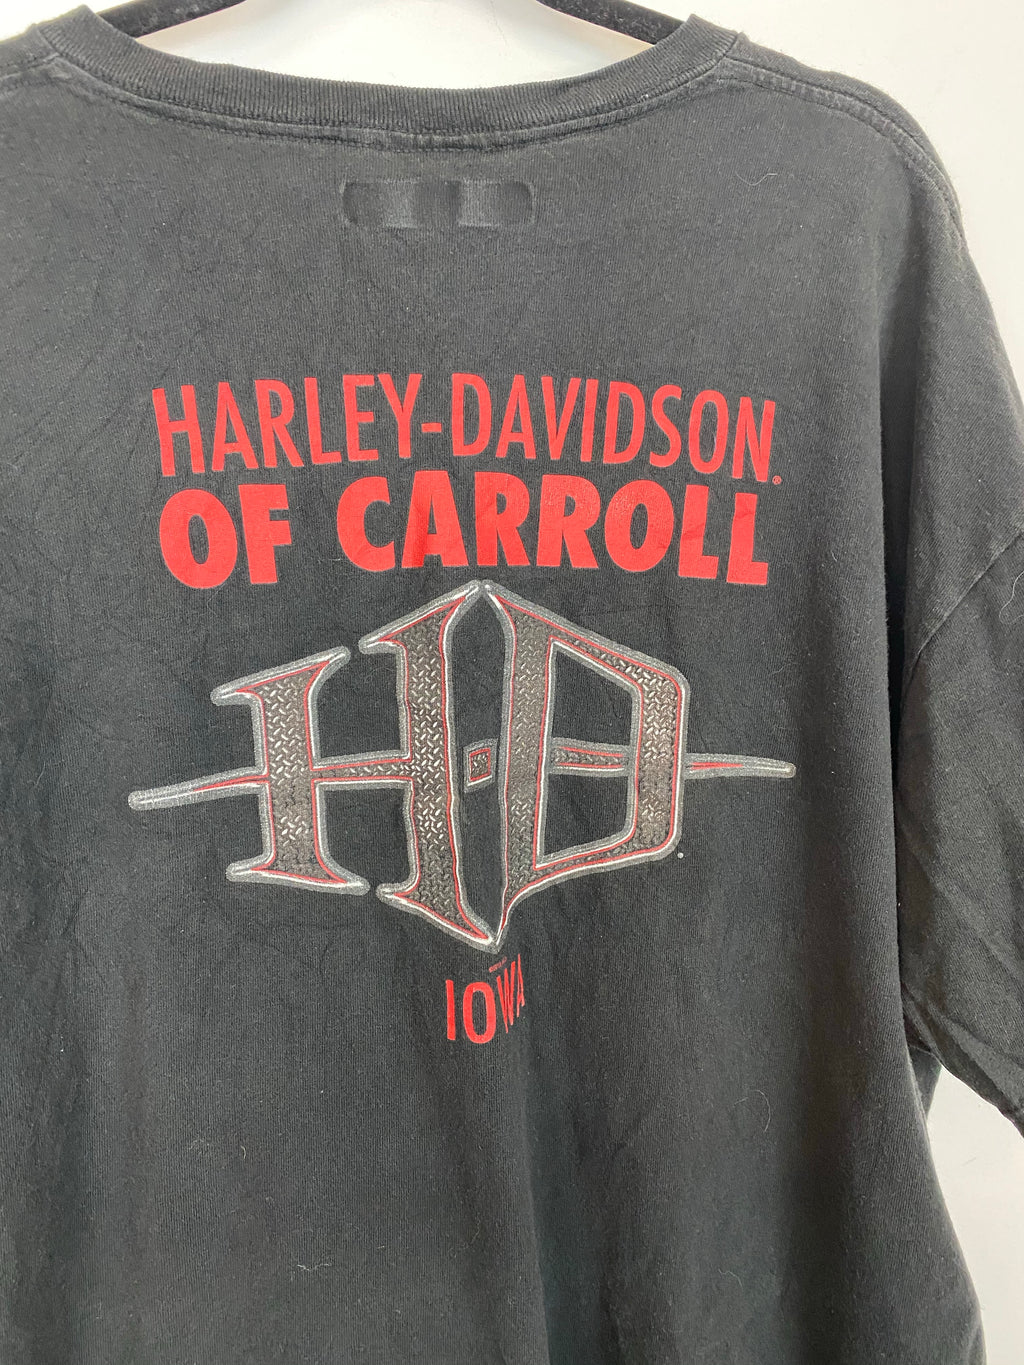 HARLEY-DAVIDSON®
OF CARROLL
H-D
IOWA